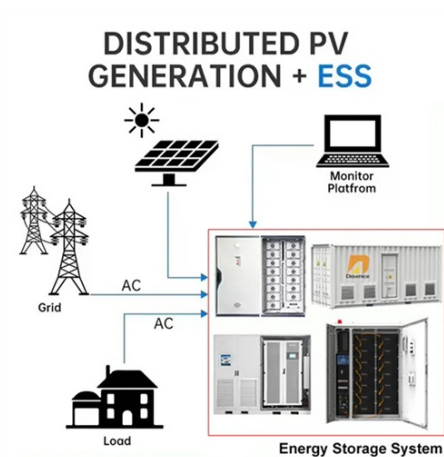 DISTRIBUTED PV
GENERATION + ESS
Monitor
Platfrom
Grid
AC
AC
Load
Energy Storage System